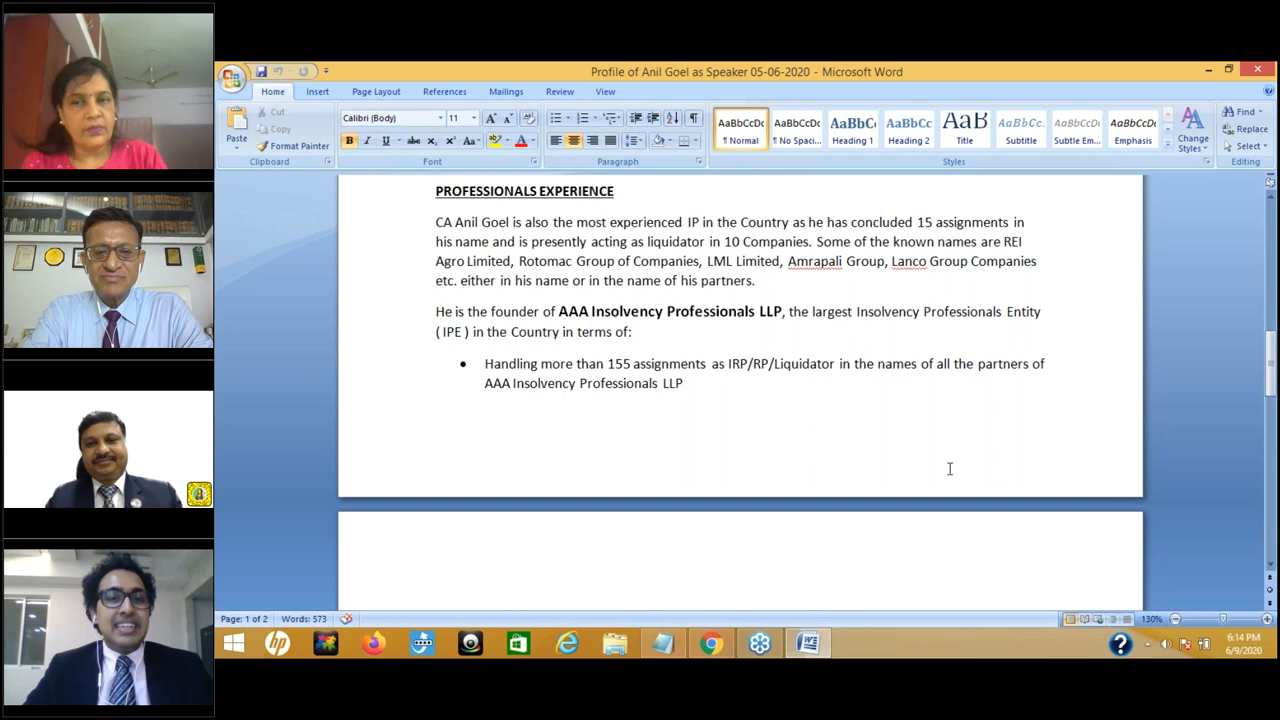 Profile of Anil Goel as Speaker 05-06-2020 - Microsoft Word
Home Insert Page Layout References Mailings Review View
Paste
Cut
Copy
Format Painter
Clipboard
Calibri (Body) 11
Font
Paragraph
AaBbCcDc AaBbCcDc AaBbC AaBbCc AaB AaBbCc. AaBbCcDc AaBbCcDc
¶ Normal ¶ No Spaci... Heading 1 Heading 2 Title Subtitle Subtle Em... Emphasis
Styles
Change
Styles
Find
Replace
Select
Editing
PROFESSIONALS EXPERIENCE
CA Anil Goel is also the most experienced IP in the Country as he has concluded 15 assignments in
his name and is presently acting as liquidator in 10 Companies. Some of the known names are REI
Agro Limited, Rotomac Group of Companies, LML Limited, Amrapali Group, Lanco Group Companies
etc. either in his name or in the name of his partners.
He is the founder of AAA Insolvency Professionals LLP, the largest Insolvency Professionals Entity
( IPE ) in the Country in terms of:
• Handling more than 155 assignments as IRP/RP/Liquidator in the names of all the partners of
AAA Insolvency Professionals LLP
Page: 1 of 2 Words: 573 130%
6:14 PM
6/9/2020